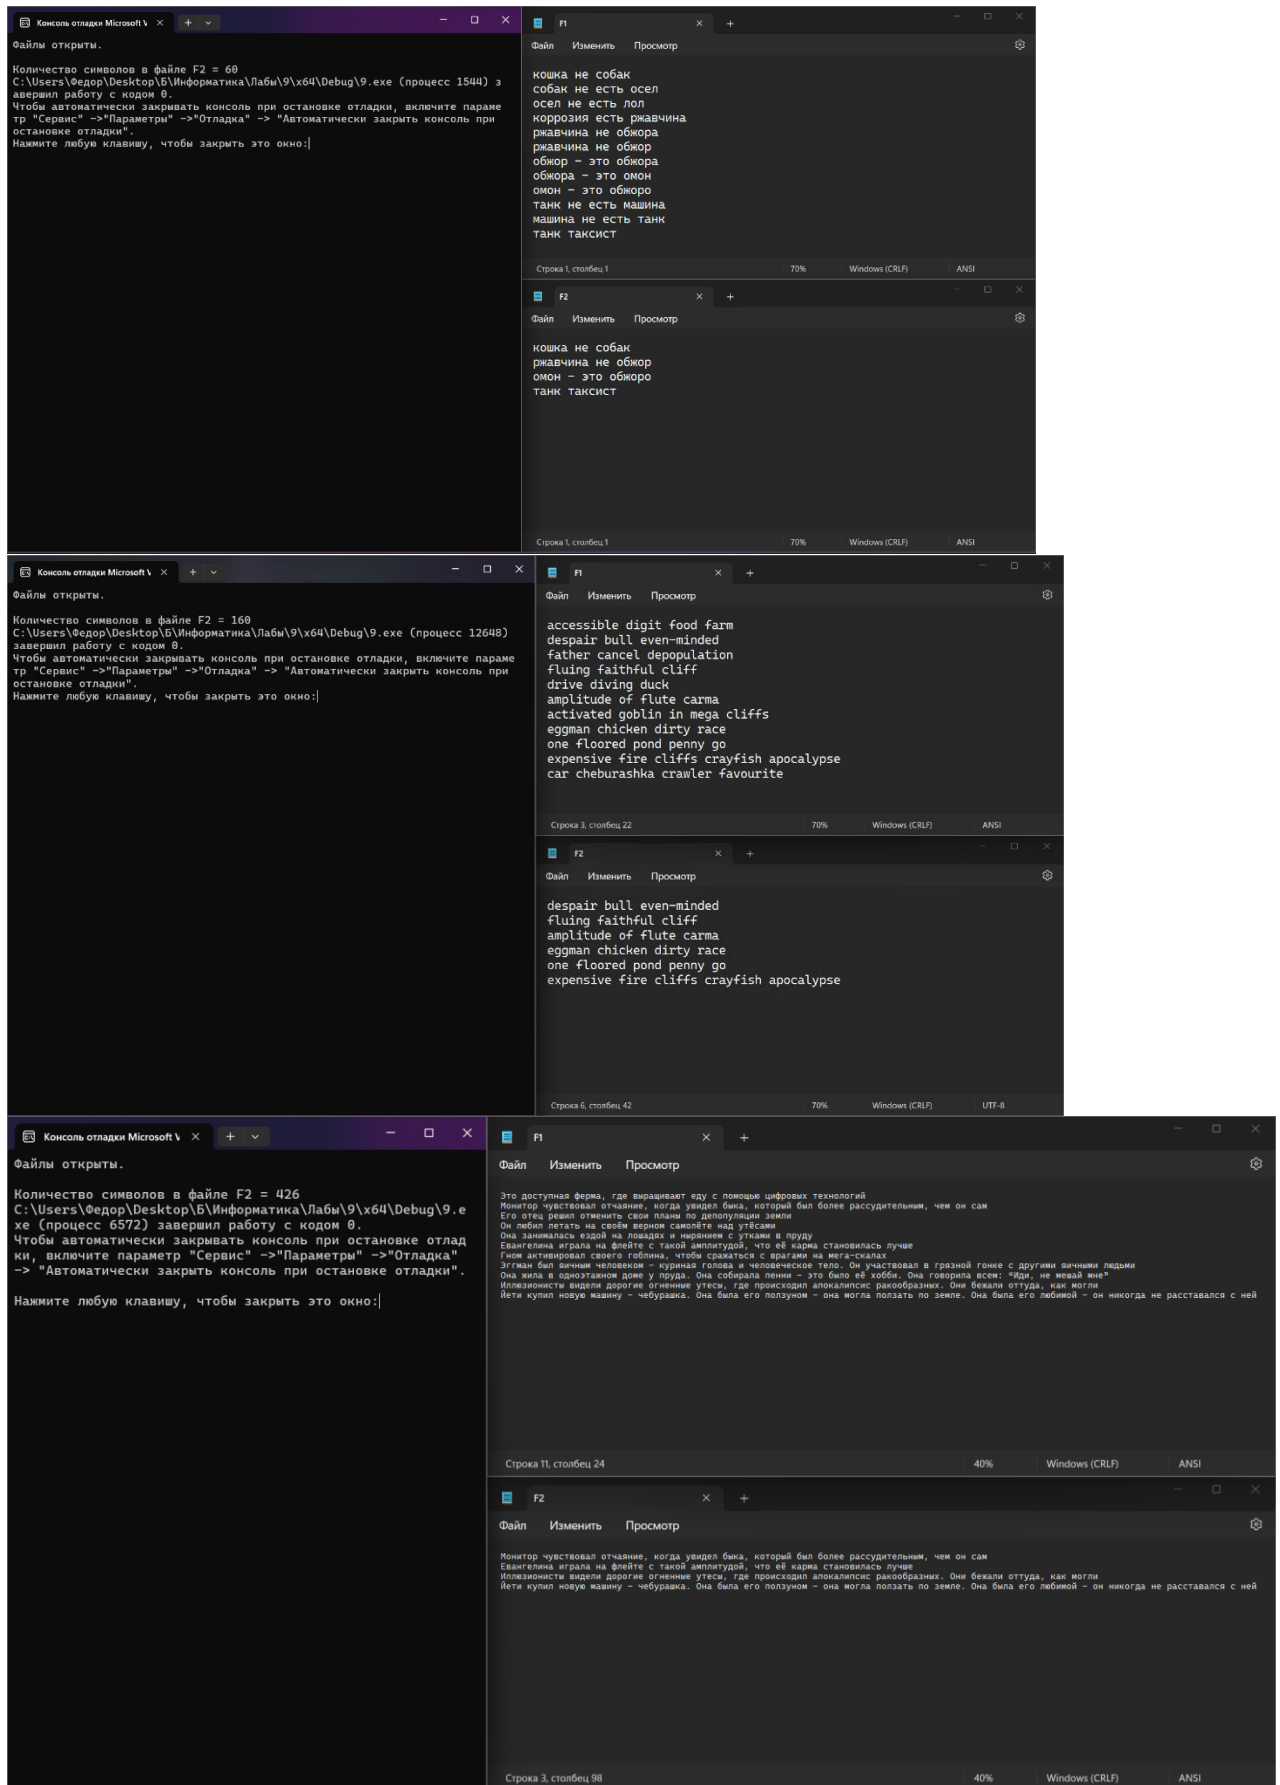 Консоль отладки Microsoft V
Файлы открыты.
Количество символов в файле F2 = 60
C:\Users\Федор\Desktop\Б\Информатика\Лабы\9\x64\Debug\9.exe (процесс 1544) з
авершил работу с кодом 0.
Чтобы автоматически закрывать консоль при остановке отладки, включите параме
тр "Сервис" ->"Параметры" ->"Отладка" -> "Автоматически закрыть консоль при
остановке отладки".
Нажмите любую клавишу, чтобы закрыть это окно:
F1
Файл Изменить Просмотр
кошка не собак
собак не есть осел
осел не есть лол
коррозия есть ржавчина
ржавчина не обжора
ржавчина не обжор
обжор - это обжора
обжора - это омон
омон - это обжоро
танк не есть машина
машина не есть танк
танк таксист
Строка 1, столбец 1 70% Windows (CRLF) ANSI
F2
Файл Изменить Просмотр
кошка не собак
ржавчина не обжор
омон - это обжоро
танк таксист
Строка 1, столбец 1 70% Windows (CRLF) ANSI
Консоль отладки Microsoft V
Файлы открыты.
Количество символов в файле F2 = 160
C:\Users\Федор\Desktop\Б\Информатика\Лабы\9\x64\Debug\9.exe (процесс 12648)
завершил работу с кодом 0.
Чтобы автоматически закрывать консоль при остановке отладки, включите параме
тр "Сервис" ->"Параметры" ->"Отладка" -> "Автоматически закрыть консоль при
остановке отладки".
Нажмите любую клавишу, чтобы закрыть это окно:
F1
Файл Изменить Просмотр
accessible digit food farm
despair bull even-minded
father cancel depopulation
fluing faithful cliff
drive diving duck
amplitude of flute carma
activated goblin in mega cliffs
eggman chicken dirty race
one floored pond penny go
expensive fire cliffs crayfish apocalypse
car cheburashka crawler favourite
Строка 3, столбец 22 70% Windows (CRLF) ANSI
F2
Файл Изменить Просмотр
despair bull even-minded
fluing faithful cliff
amplitude of flute carma
eggman chicken dirty race
one floored pond penny go
expensive fire cliffs crayfish apocalypse
Строка 6, столбец 42 70% Windows (CRLF) UTF-8
Консоль отладки Microsoft V
Файлы открыты.
Количество символов в файле F2 = 426
C:\Users\Федор\Desktop\Б\Информатика\Лабы\9\x64\Debug\9.e
xe (процесс 6572) завершил работу с кодом 0.
Чтобы автоматически закрывать консоль при остановке отлад
ки, включите параметр "Сервис" ->"Параметры" ->"Отладка"
-> "Автоматически закрыть консоль при остановке отладки".
Нажмите любую клавишу, чтобы закрыть это окно:
F1
Файл Изменить Просмотр
Это доступная ферма, где выращивают еду с помощью цифровых технологий
Монитор чувствовал отчаяние, когда увидел быка, который был более рассудительным, чем он сам
Его отец решил отменить свои планы по депопуляции земли
Он любил летать на своём верном самолёте над утёсами
Она занималась ездой на лошадях и нырянием с утками в пруду
Евангелина играла на флейте с такой амплитудой, что её карма становилась лучше
Гном активировал своего гоблина, чтобы сражаться с врагами на мега-скалах
Эггман был яичным человеком - куриная голова и человеческое тело. Он участвовал в грязной гонке с другими яичными людьми
Она жила в одноэтажном доме у пруда. Она собирала пенни - это было её хобби. Она говорила всем: “Иди, не мешай мне”
Иллюзионисты видели дорогие огненные утесы, где происходил апокалипсис ракообразных. Они бежали оттуда, как могли
Йети купил новую машину - чебурашка. Она была его ползуном - она могла ползать по земле. Она была его любимой - он никогда не расставался с ней
Строка 11, столбец 24 40% Windows (CRLF) ANSI
F2
Файл Изменить Просмотр
Монитор чувствовал отчаяние, когда увидел быка, который был более рассудительным, чем он сам
Евангелина играла на флейте с такой амплитудой, что её карма становилась лучше
Иллюзионисты видели дорогие огненные утесы, где происходил апокалипсис ракообразных. Они бежали оттуда, как могли
Йети купил новую машину - чебурашка. Она была его ползуном - она могла ползать по земле. Она была его любимой - он никогда не расставался с ней
Строка 3, столбец 98 40% Windows (CRLF) ANSI